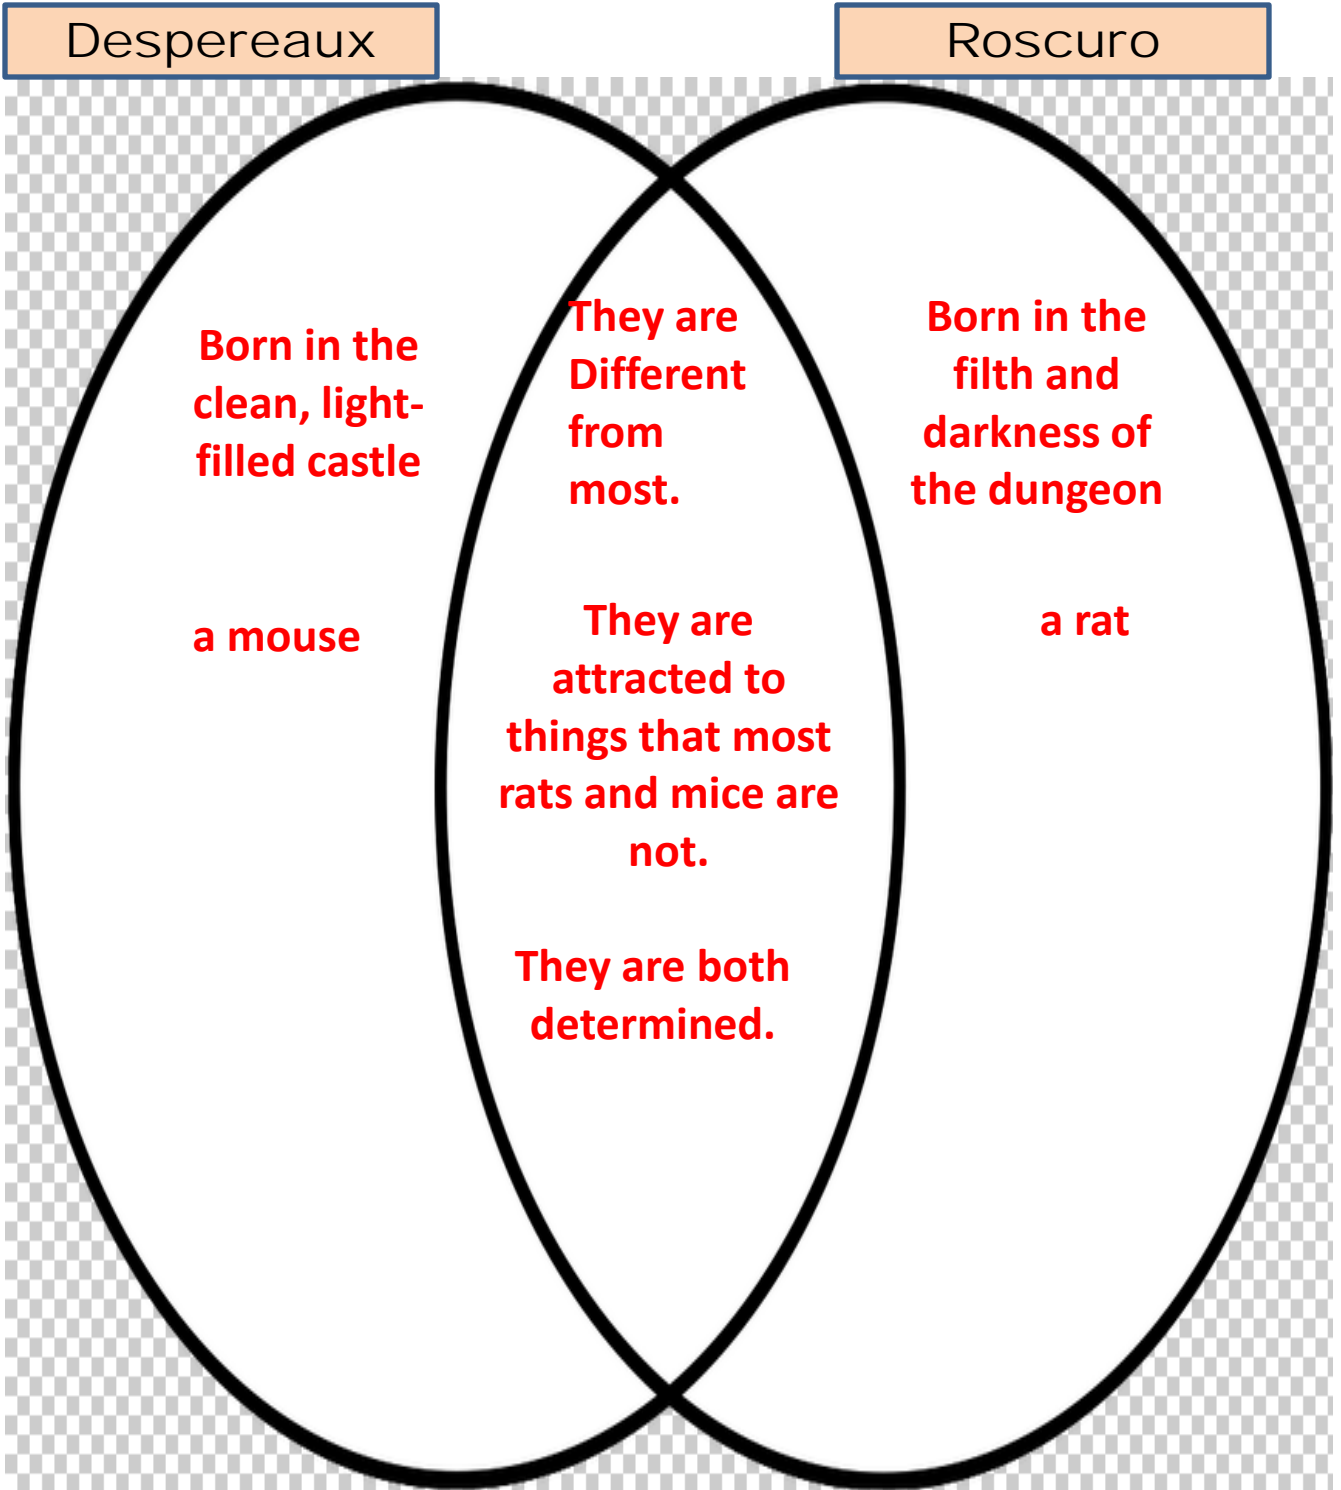 Despereaux
Roscuro
Born in the
clean, light-
filled castle
a mouse
They are
Different
from
most.
They are
attracted to
things that most
rats and mice are
not.
They are both
determined.
Born in the
filth and
darkness of
the dungeon
a rat